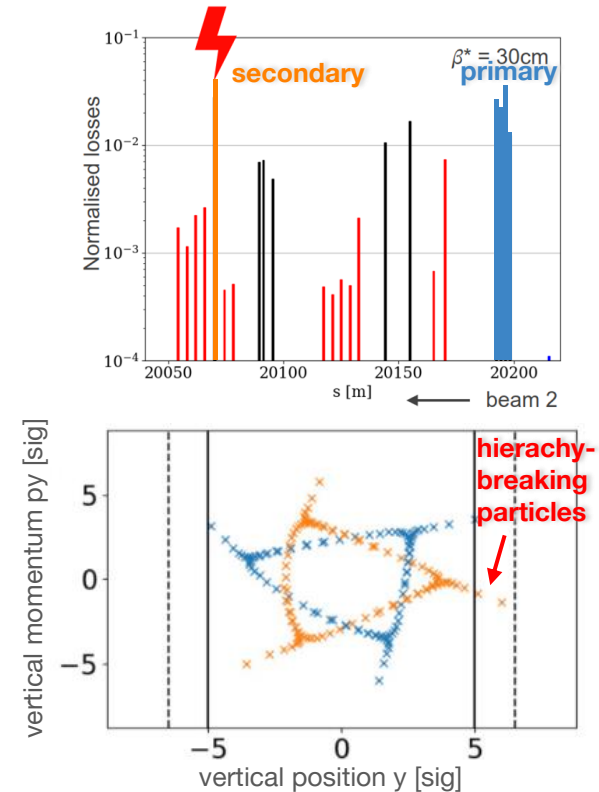 10⁻¹
β* = 30cm
secondary
primary
10⁻²
Normalised losses
10⁻³
10⁻⁴
20050
20100
20150
20200
s [m]
beam 2
hierachy-
breaking
particles
5
0
−5
vertical momentum py [sig]
−5
0
5
vertical position y [sig]